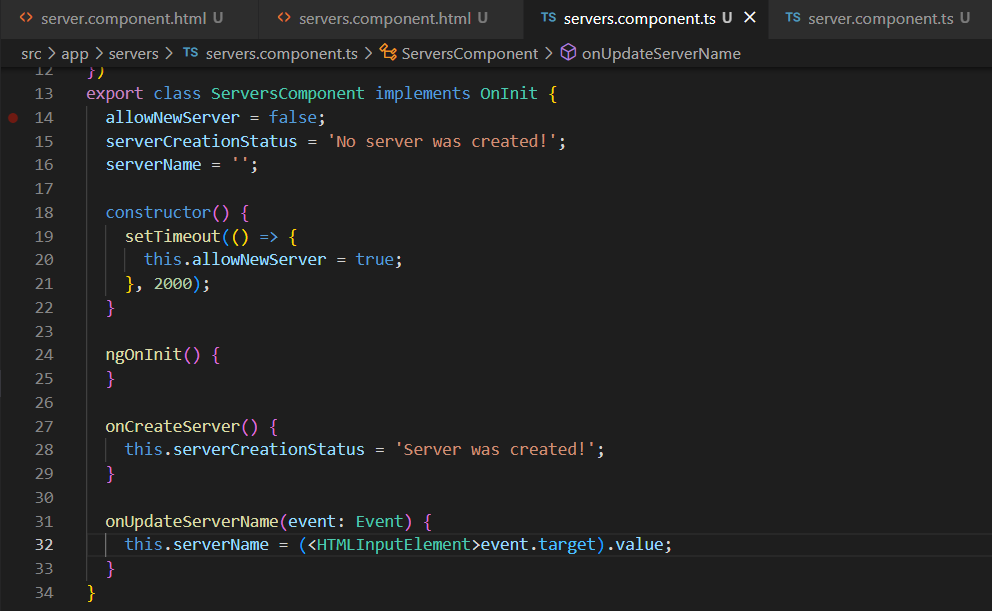 <> server.component.html U <> servers.component.html U TS servers.component.ts U × TS server.component.ts U
src > app > servers > TS servers.component.ts > ServersComponent > onUpdateServerName
12 })
13 export class ServersComponent implements OnInit {
14   allowNewServer = false;
15   serverCreationStatus = 'No server was created!';
16   serverName = '';
17
18   constructor() {
19     setTimeout(() => {
20       this.allowNewServer = true;
21     }, 2000);
22   }
23
24   ngOnInit() {
25   }
26
27   onCreateServer() {
28     this.serverCreationStatus = 'Server was created!';
29   }
30
31   onUpdateServerName(event: Event) {
32     this.serverName = (<HTMLInputElement>event.target).value;
33   }
34 }